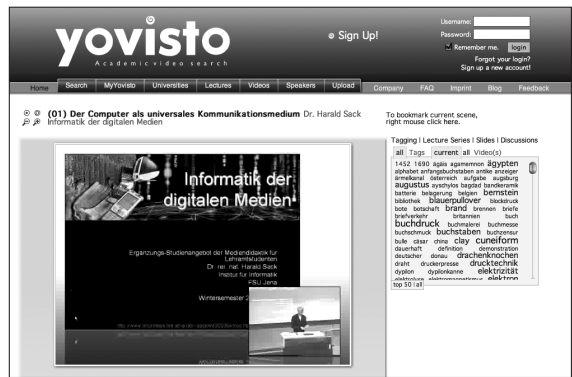 yovisto
Academic video search
Sign Up!
Username:
Password:
Remember me. login
Forgot your login?
Sign up a new account!
Home Search MyYovisto Universities Lectures Videos Speakers Upload Company FAQ Imprint Blog Feedback
(01) Der Computer als universales Kommunikationsmedium Dr. Harald Sack
Informatik der digitalen Medien
To bookmark current scene,
right mouse click here.
Informatik der
digitalen Medien
Ergänzungs-Studienangebot der Mediendidaktik für
Lehramtstudenten
Dr. rer. nat. Harald Sack
Institut für Informatik
FSU Jena
Wintersemester
Tagging | Lecture Series | Slides | Discussions
all Tags current all Video(s)
1452 1690 ägäis agamemnon ägypten
alphabet anfangsbuchstaben antike anzeiger
ärmelkanal österreich aufgabe augsburg
augustus ayschylos bagdad bandkeramik
batterie belagerung belgien bernstein
bibliothek blauerpullover blockdruck
bote botschaft brand brennen briefe
briefverkehr britannien buch
buchdruck buchmalerei buchmesse
buchschmuck buchstaben buchzensur
bulle cäsar china clay cuneiform
dauerhaft definition demonstration
deutscher donau drachenknochen
draht druckerpresse drucktechnik
dypilon dypilonkanne elektrizität
top 50 | all